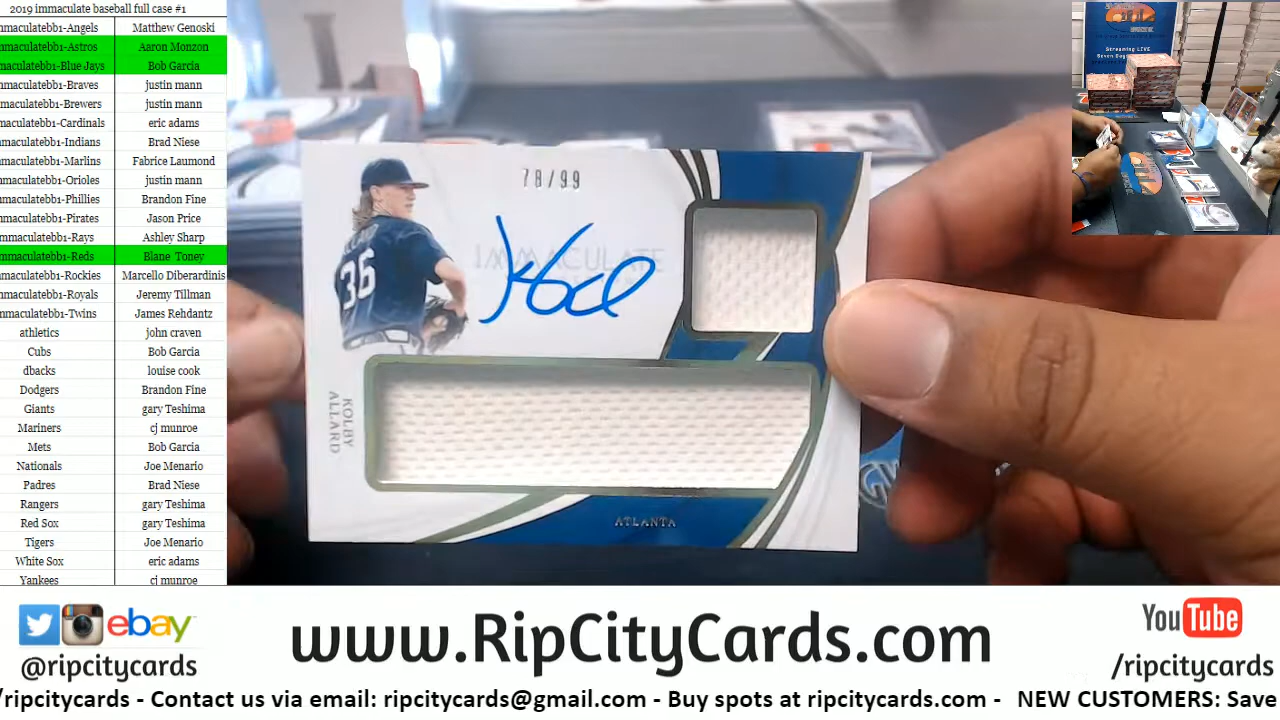 2019 immaculate baseball full case #1
mmaculatebb1-Angels Matthew Genoski
mmaculatebb1-Astros Aaron Monzon
mmaculatebb1-Blue Jays Bob Garcia
mmaculatebb1-Braves justin mann
mmaculatebb1-Brewers justin mann
mmaculatebb1-Cardinals eric adams
mmaculatebb1-Indians Brad Niese
mmaculatebb1-Marlins Fabrice Laumond
mmaculatebb1-Orioles justin mann
mmaculatebb1-Phillies Brandon Fine
mmaculatebb1-Pirates Jason Price
mmaculatebb1-Rays Ashley Sharp
mmaculatebb1-Reds Blane Toney
mmaculatebb1-Rockies Marcello Diberardinis
mmaculatebb1-Royals Jeremy Tillman
mmaculatebb1-Twins James Rehdantz
athletics john craven
Cubs Bob Garcia
dbacks louise cook
Dodgers Brandon Fine
Giants gary Teshima
Mariners cj munroe
Mets Bob Garcia
Nationals Joe Menario
Padres Brad Niese
Rangers gary Teshima
Red Sox gary Teshima
Tigers Joe Menario
White Sox eric adams
Yankees cj munroe
78/99
IMMACULATE
36
KOLBY
ALLARD
ATLANTA
Streaming LIVE
ebay
@ripcitycards
www.RipCityCards.com
YouTube
/ripcitycards
/ripcitycards - Contact us via email: ripcitycards@gmail.com - Buy spots at ripcitycards.com - NEW CUSTOMERS: Save